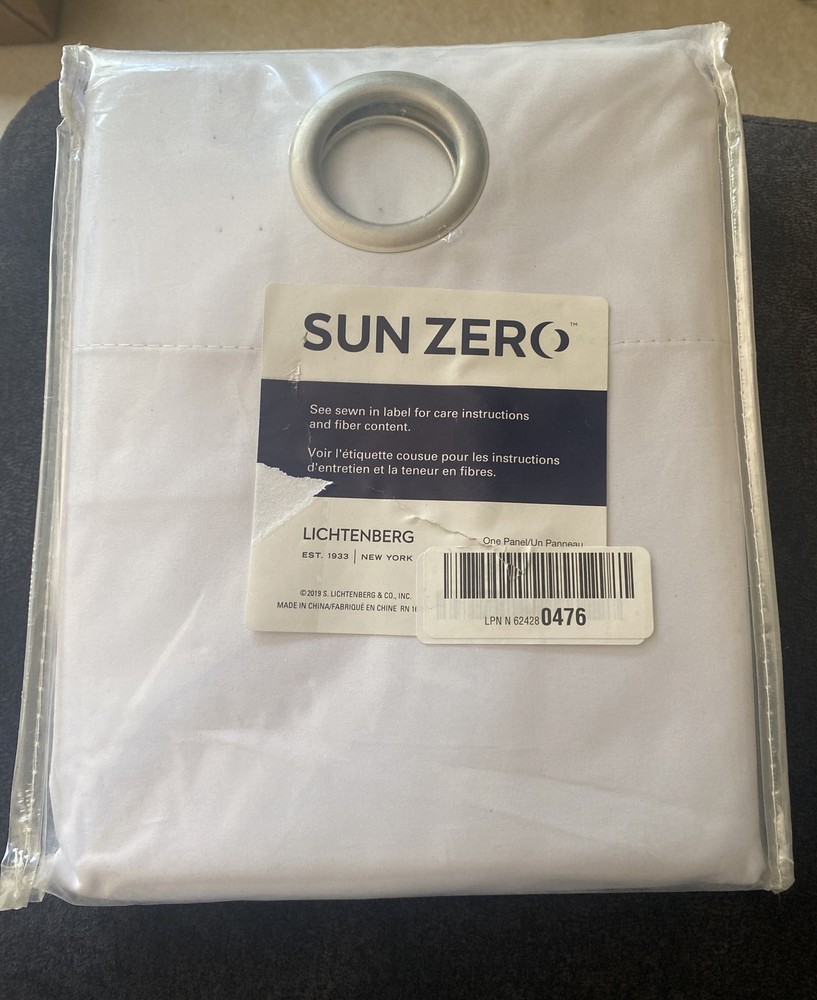 SUN ZERO™
See sewn in label for care instructions
and fiber content.
Voir l'étiquette cousue pour les instructions
d'entretien et la teneur en fibres.
LICHTENBERG
EST. 1933 | NEW YORK
One Panel/Un Panneau
©2019 S. LICHTENBERG & CO., INC.
MADE IN CHINA/FABRIQUÉ EN CHINE RN
LPN N 62428 0476